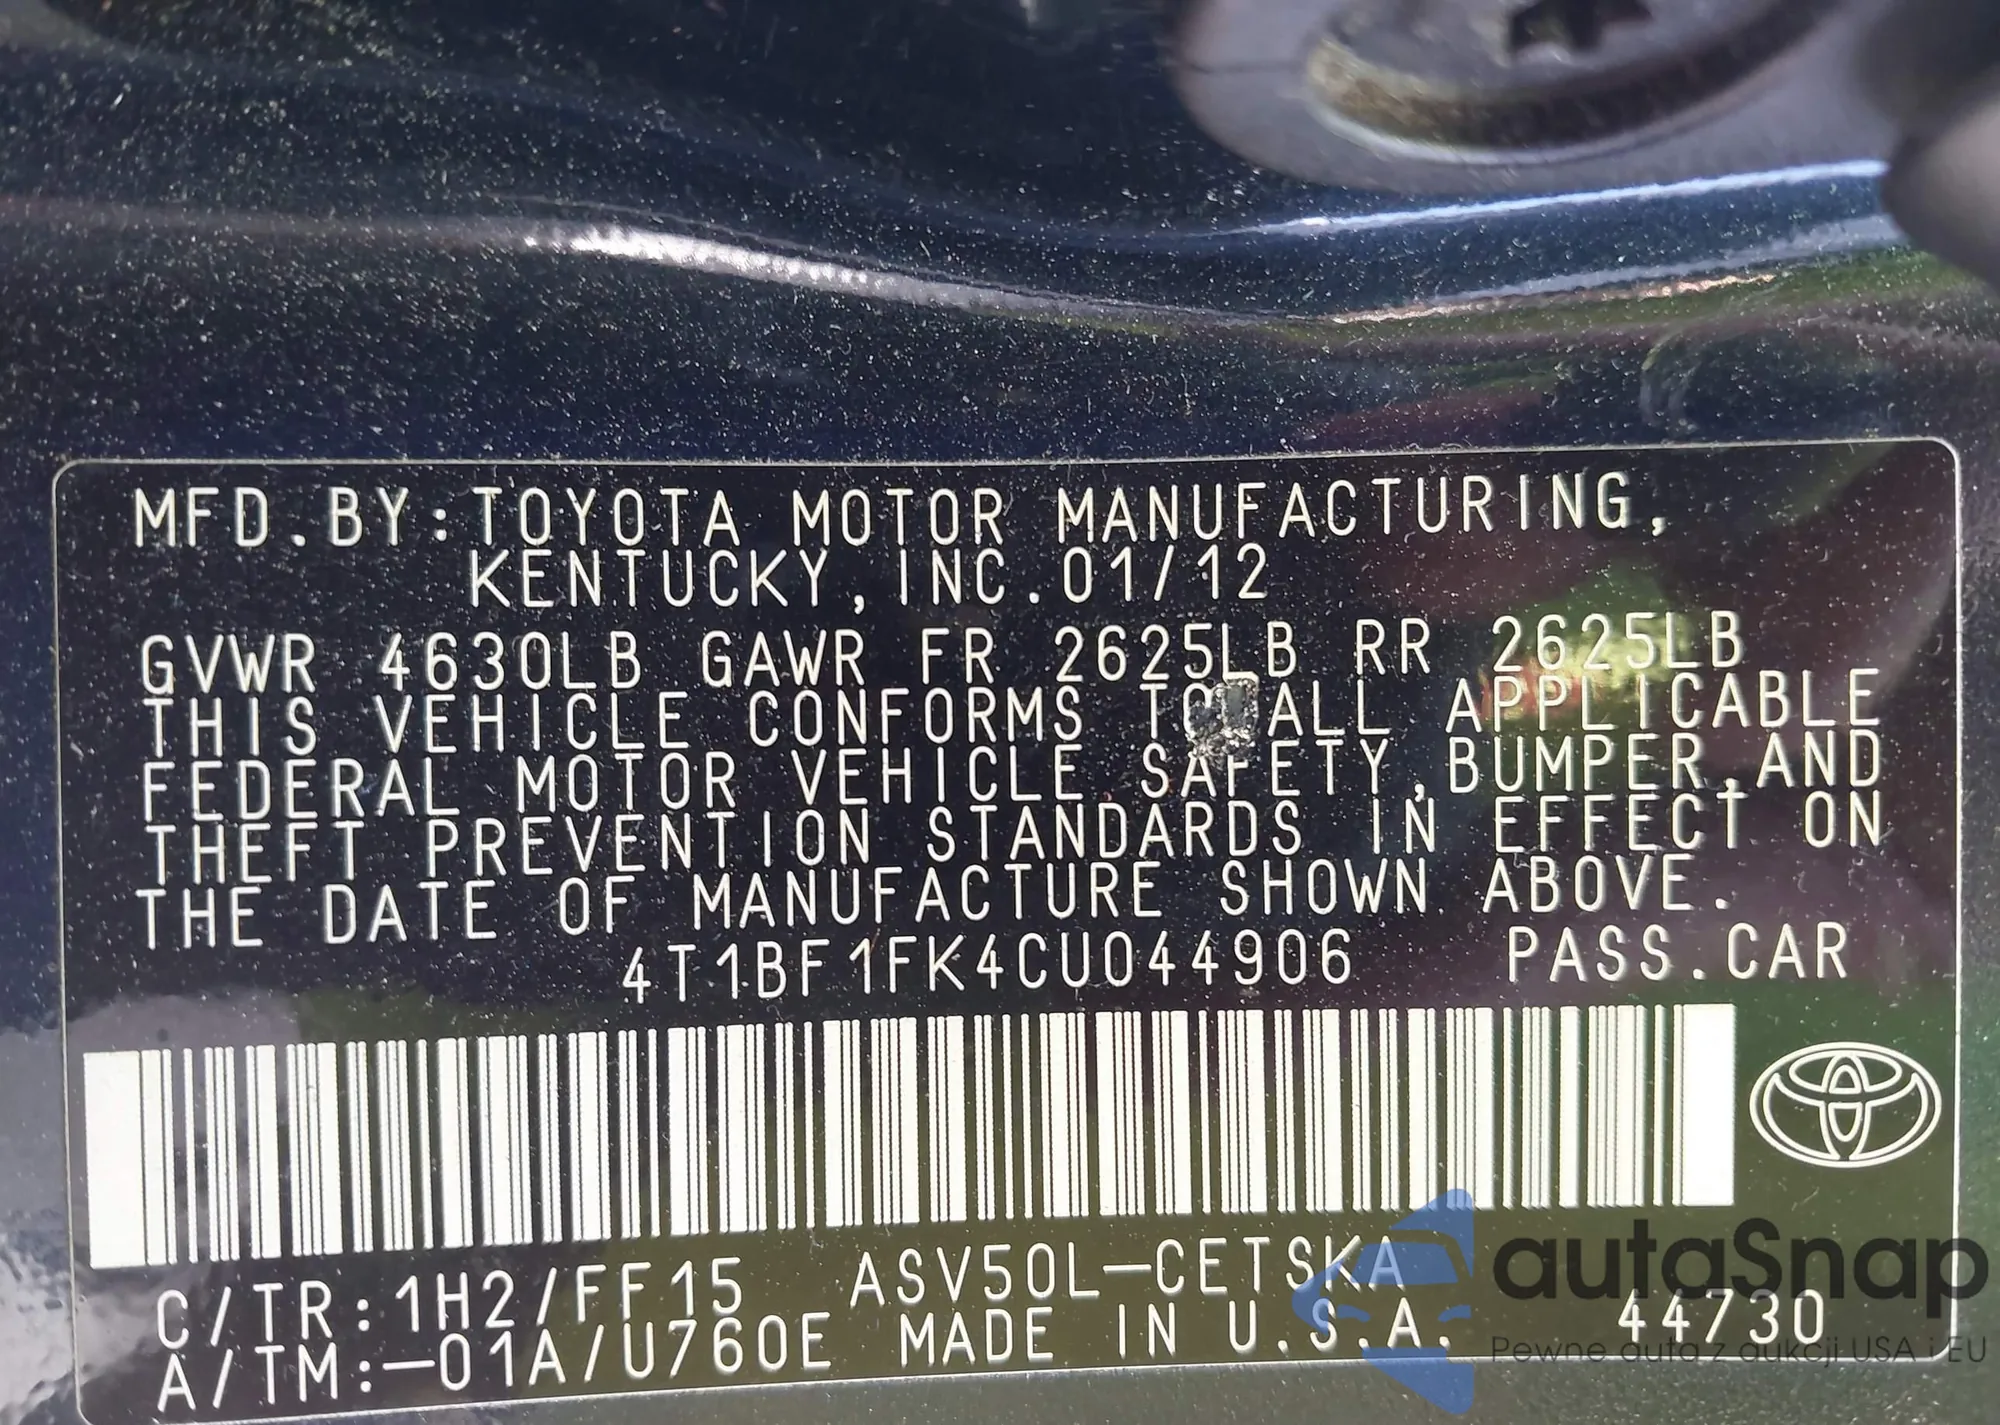 MFD.BY:TOYOTA MOTOR MANUFACTURING,
KENTUCKY, INC.01/12
GVWR 4630LB GAWR FR 2625LB RR 2625LB
THIS VEHICLE CONFORMS TO ALL APPLICABLE
FEDERAL MOTOR VEHICLE SAFETY,BUMPER,AND
THEFT PREVENTION STANDARDS IN EFFECT ON
THE DATE OF MANUFACTURE SHOWN ABOVE.
4T1BF1FK4CU044906 PASS.CAR
C/TR:1H2/FF15 ASV50L-CETSKA
A/TM:-01A/U760E MADE IN U.S.A. 44730
autaSnap
Pewne auta z aukcji USA i EU